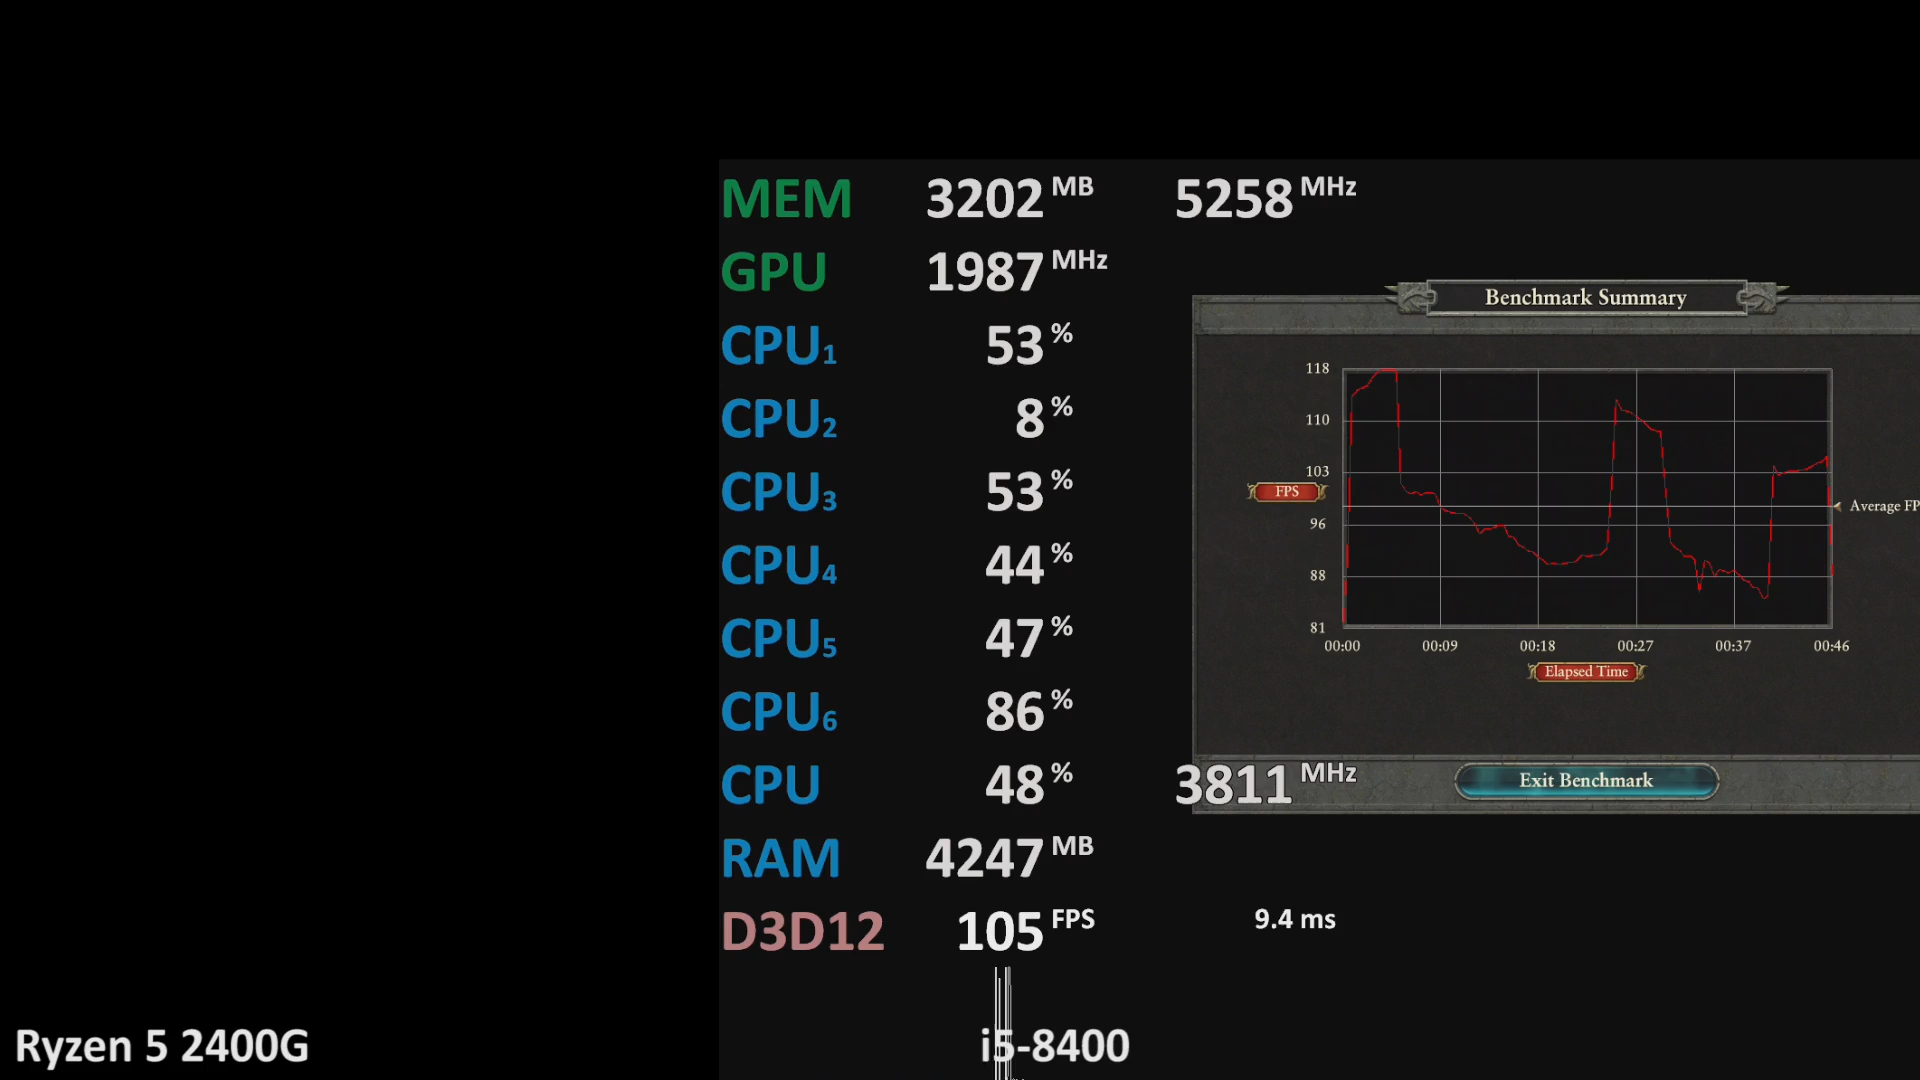 MEM 3202 MB 5258 MHz
GPU 1987 MHz
CPU1 53 %
CPU2 8 %
CPU3 53 %
CPU4 44 %
CPU5 47 %
CPU6 86 %
CPU 48 % 3811 MHz
RAM 4247 MB
D3D12 105 FPS 9.4 ms
Benchmark Summary
118
110
103
96
88
81
FPS
Average FP
00:00 00:09 00:18 00:27 00:37 00:46
Elapsed Time
Exit Benchmark
Ryzen 5 2400G
i5-8400